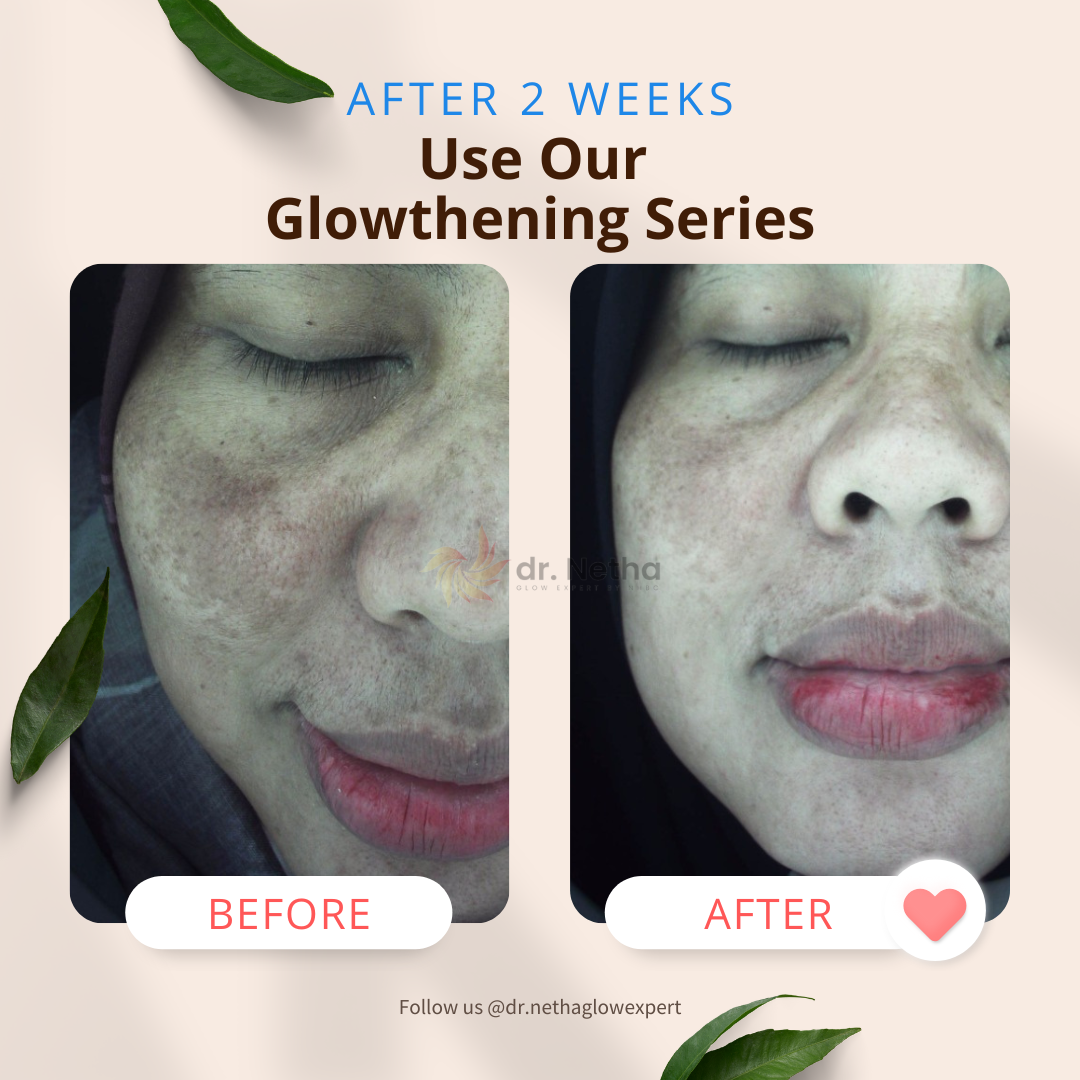 AFTER 2 WEEKS
Use Our
Glowthening Series
dr. Netha
BEFORE
AFTER
Follow us @dr.nethaglowexpert